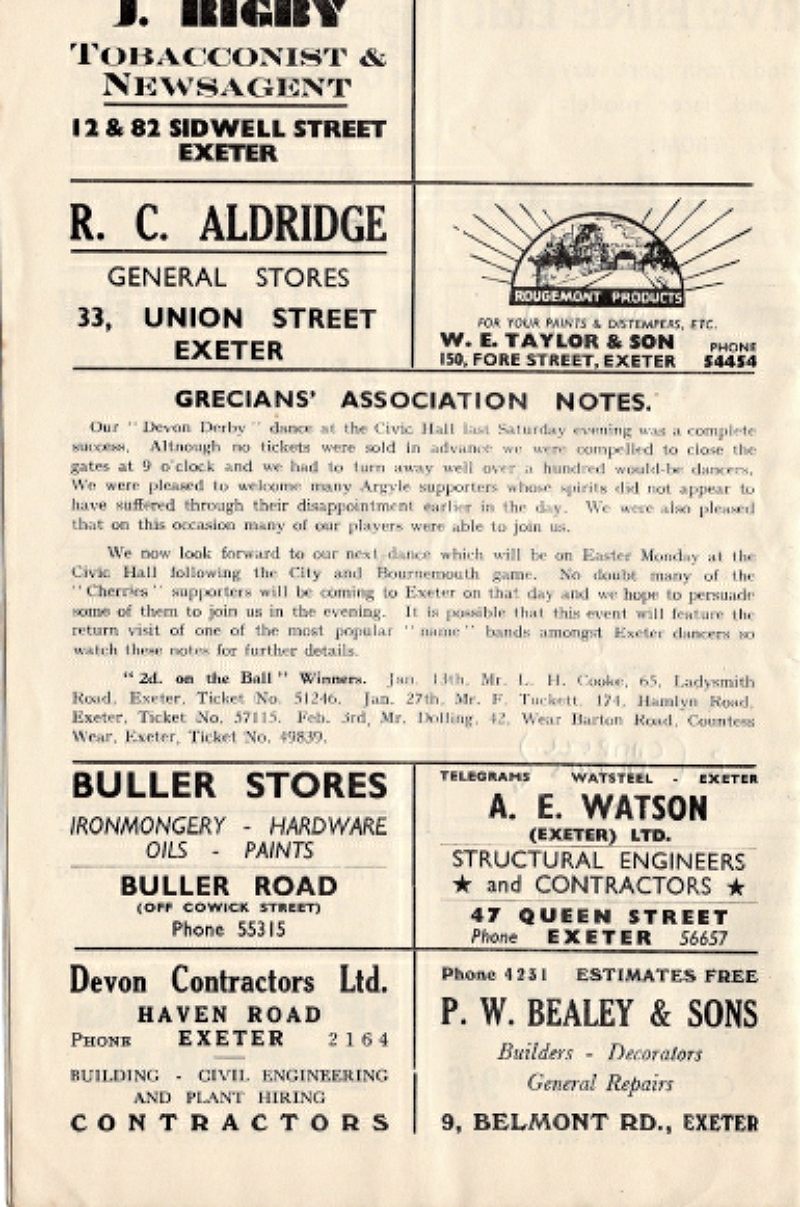 J. RIGBY
TOBACCONIST &
NEWSAGENT
12 & 82 SIDWELL STREET
EXETER
R. C. ALDRIDGE
GENERAL STORES
33, UNION STREET
EXETER
ROUGEMONT PRODUCTS
FOR YOUR PAINTS & DISTEMPERS, ETC.
W. E. TAYLOR & SON PHONE
150, FORE STREET, EXETER 54454
GRECIANS' ASSOCIATION NOTES.
Our "Devon Derby" dance at the Civic Hall last Saturday evening was a complete
success. Although no tickets were sold in advance we were compelled to close the
gates at 9 o'clock and we had to turn away well over a hundred would-be dancers.
We were pleased to welcome many Argyle supporters whose spirits did not appear to
have suffered through their disappointment earlier in the day. We were also pleased
that on this occasion many of our players were able to join us.
We now look forward to our next dance which will be on Easter Monday at the
Civic Hall following the City and Bournemouth game. No doubt many of the
"Cherries" supporters will be coming to Exeter on that day and we hope to persuade
some of them to join us in the evening. It is possible that this event will feature the
return visit of one of the most popular "name" bands amongst Exeter dancers so
watch these notes for further details.
"2d. on the Ball" Winners. Jan. 13th, Mr. L. H. Cooke, 65, Ladysmith
Road, Exeter, Ticket No. 51246. Jan. 27th, Mr. F. Tuckett, 174, Hamlyn Road,
Exeter, Ticket No. 57115. Feb. 3rd, Mr. Dolling, 42, Wear Barton Road, Countess
Wear, Exeter, Ticket No. 49839.
BULLER STORES
IRONMONGERY - HARDWARE
OILS - PAINTS
BULLER ROAD
(OFF COWICK STREET)
Phone 55315
TELEGRAMS WATSTEEL - EXETER
A. E. WATSON
(EXETER) LTD.
STRUCTURAL ENGINEERS
★ and CONTRACTORS ★
47 QUEEN STREET
Phone EXETER 56657
Devon Contractors Ltd.
HAVEN ROAD
PHONE EXETER 2164
BUILDING - CIVIL ENGINEERING
AND PLANT HIRING
CONTRACTORS
Phone 4231 ESTIMATES FREE
P. W. BEALEY & SONS
Builders - Decorators
General Repairs
9, BELMONT RD., EXETER